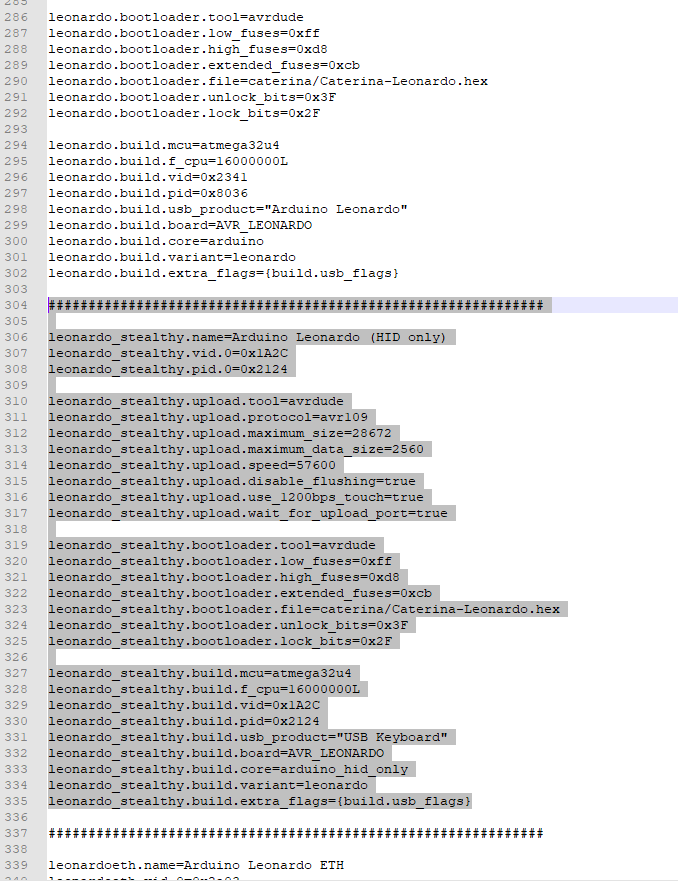 285
286 leonardo.bootloader.tool=avrdude
287 leonardo.bootloader.low_fuses=0xff
288 leonardo.bootloader.high_fuses=0xd8
289 leonardo.bootloader.extended_fuses=0xcb
290 leonardo.bootloader.file=caterina/Caterina-Leonardo.hex
291 leonardo.bootloader.unlock_bits=0x3F
292 leonardo.bootloader.lock_bits=0x2F
293
294 leonardo.build.mcu=atmega32u4
295 leonardo.build.f_cpu=16000000L
296 leonardo.build.vid=0x2341
297 leonardo.build.pid=0x8036
298 leonardo.build.usb_product="Arduino Leonardo"
299 leonardo.build.board=AVR_LEONARDO
300 leonardo.build.core=arduino
301 leonardo.build.variant=leonardo
302 leonardo.build.extra_flags={build.usb_flags}
303
304 ##############################################################
305
306 leonardo_stealthy.name=Arduino Leonardo (HID only)
307 leonardo_stealthy.vid.0=0x1A2C
308 leonardo_stealthy.pid.0=0x2124
309
310 leonardo_stealthy.upload.tool=avrdude
311 leonardo_stealthy.upload.protocol=avr109
312 leonardo_stealthy.upload.maximum_size=28672
313 leonardo_stealthy.upload.maximum_data_size=2560
314 leonardo_stealthy.upload.speed=57600
315 leonardo_stealthy.upload.disable_flushing=true
316 leonardo_stealthy.upload.use_1200bps_touch=true
317 leonardo_stealthy.upload.wait_for_upload_port=true
318
319 leonardo_stealthy.bootloader.tool=avrdude
320 leonardo_stealthy.bootloader.low_fuses=0xff
321 leonardo_stealthy.bootloader.high_fuses=0xd8
322 leonardo_stealthy.bootloader.extended_fuses=0xcb
323 leonardo_stealthy.bootloader.file=caterina/Caterina-Leonardo.hex
324 leonardo_stealthy.bootloader.unlock_bits=0x3F
325 leonardo_stealthy.bootloader.lock_bits=0x2F
326
327 leonardo_stealthy.build.mcu=atmega32u4
328 leonardo_stealthy.build.f_cpu=16000000L
329 leonardo_stealthy.build.vid=0x1A2C
330 leonardo_stealthy.build.pid=0x2124
331 leonardo_stealthy.build.usb_product="USB Keyboard"
332 leonardo_stealthy.build.board=AVR_LEONARDO
333 leonardo_stealthy.build.core=arduino_hid_only
334 leonardo_stealthy.build.variant=leonardo
335 leonardo_stealthy.build.extra_flags={build.usb_flags}
336
337 ##############################################################
338
339 leonardoeth.name=Arduino Leonardo ETH